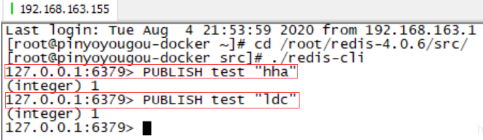 192.168.163.155
Last login: Tue Aug  4 21:53:59 2020 from 192.168.163.1
[root@pinyoyougou-docker ~]# cd /root/redis-4.0.6/src/
[root@pinyoyougou-docker src]# ./redis-cli
127.0.0.1:6379> PUBLISH test "hha"
(integer) 1
127.0.0.1:6379> PUBLISH test "ldc"
(integer) 1
127.0.0.1:6379>